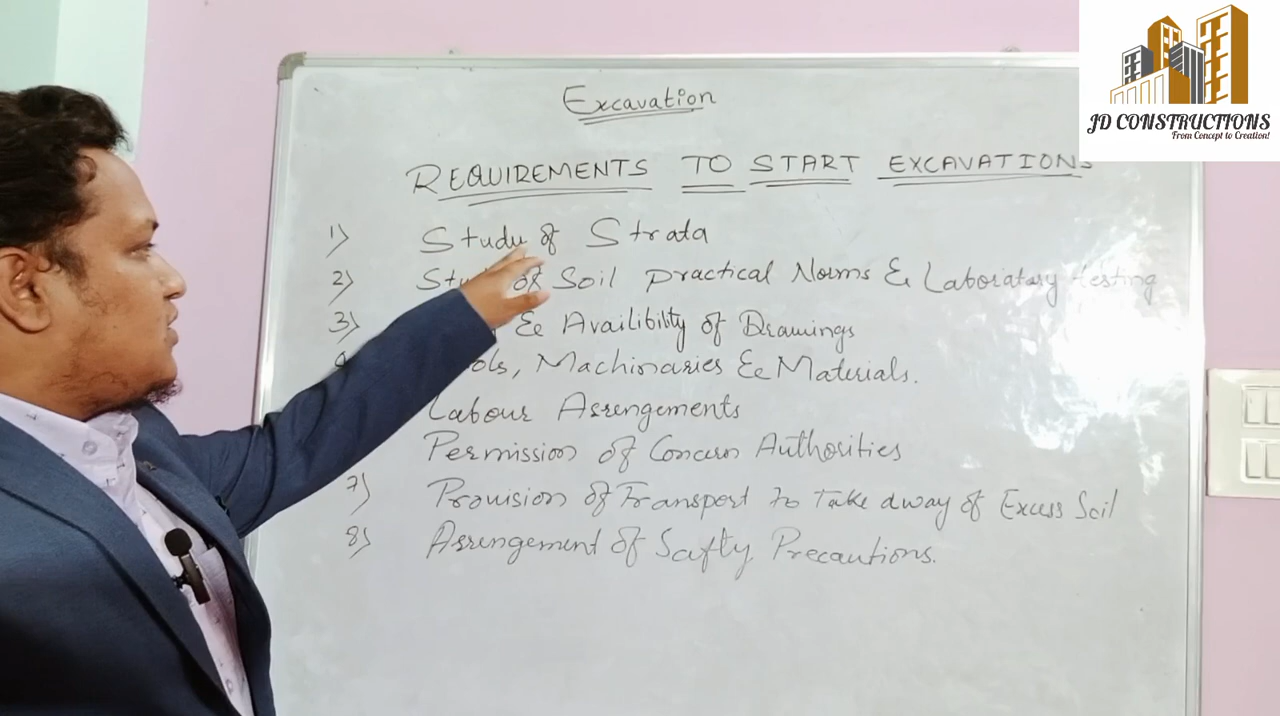 Excavation
JD CONSTRUCTIONS
From Concept to Creation!
REQUIREMENTS TO START EXCAVATIONS
1) Study of Strata
2) of Soil practical Norms & Laboratary testing
3) & Availibility of Drawings
Machinaries & Materials.
Labour Arrengements
Permission of Concern Authorities
7) Provision of Transport to take away of Excess Soil
8) Arrengement of Safty Precautions.